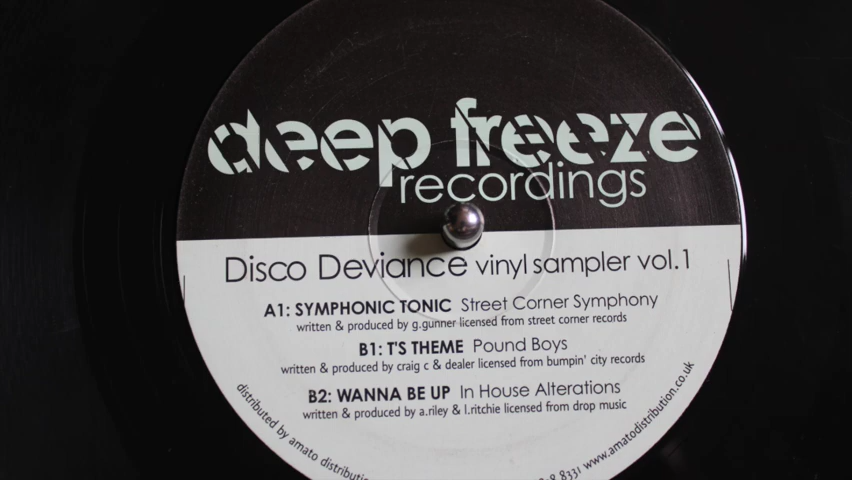 deep freeze
recordings
Disco Deviance vinyl sampler vol.1
A1: SYMPHONIC TONIC Street Corner Symphony
written & produced by g.gunner licensed from street corner records
B1: T'S THEME Pound Boys
written & produced by craig c & dealer licensed from bumpin' city records
B2: WANNA BE UP In House Alterations
written & produced by a.riley & l.ritchie licensed from drop music
distributed by amato distributio
8331 www.amatodistribution.co.uk